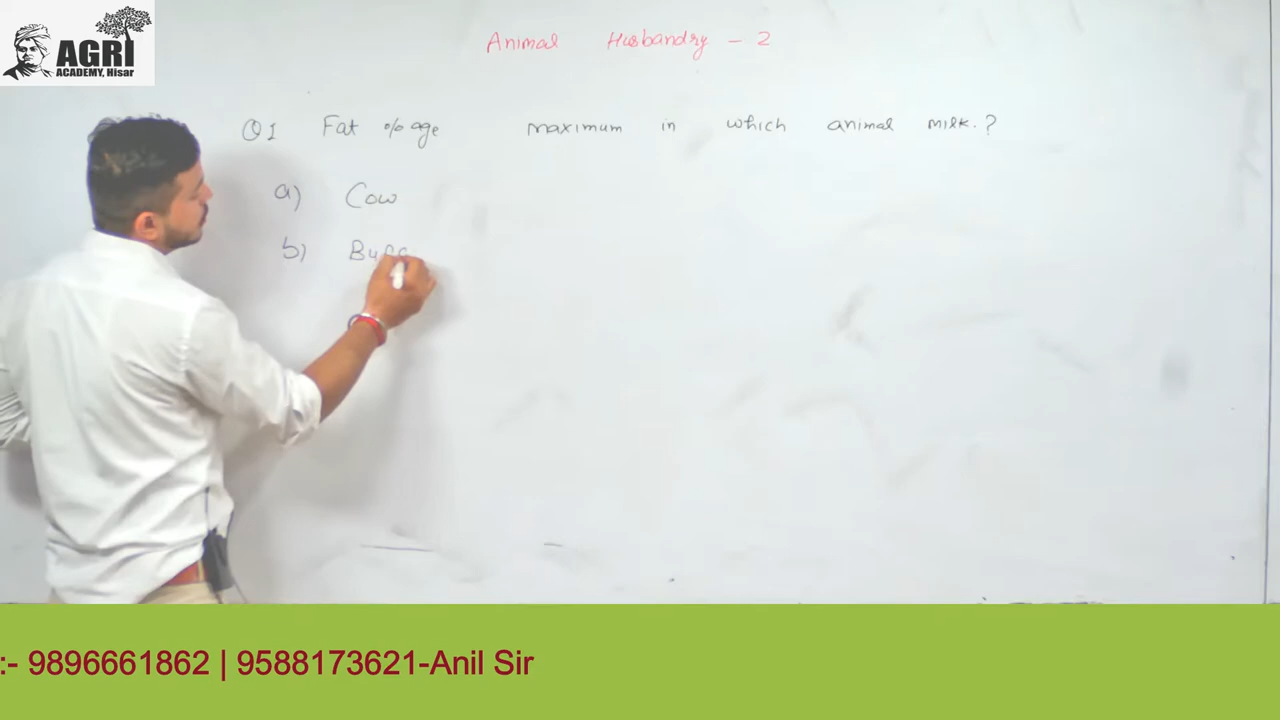 AGRI
ACADEMY, Hisar
Animal Husbandry - 2
Q1 Fat %age maximum in which animal milk.?
a) Cow
b) Buff
:- 9896661862 | 9588173621-Anil Sir